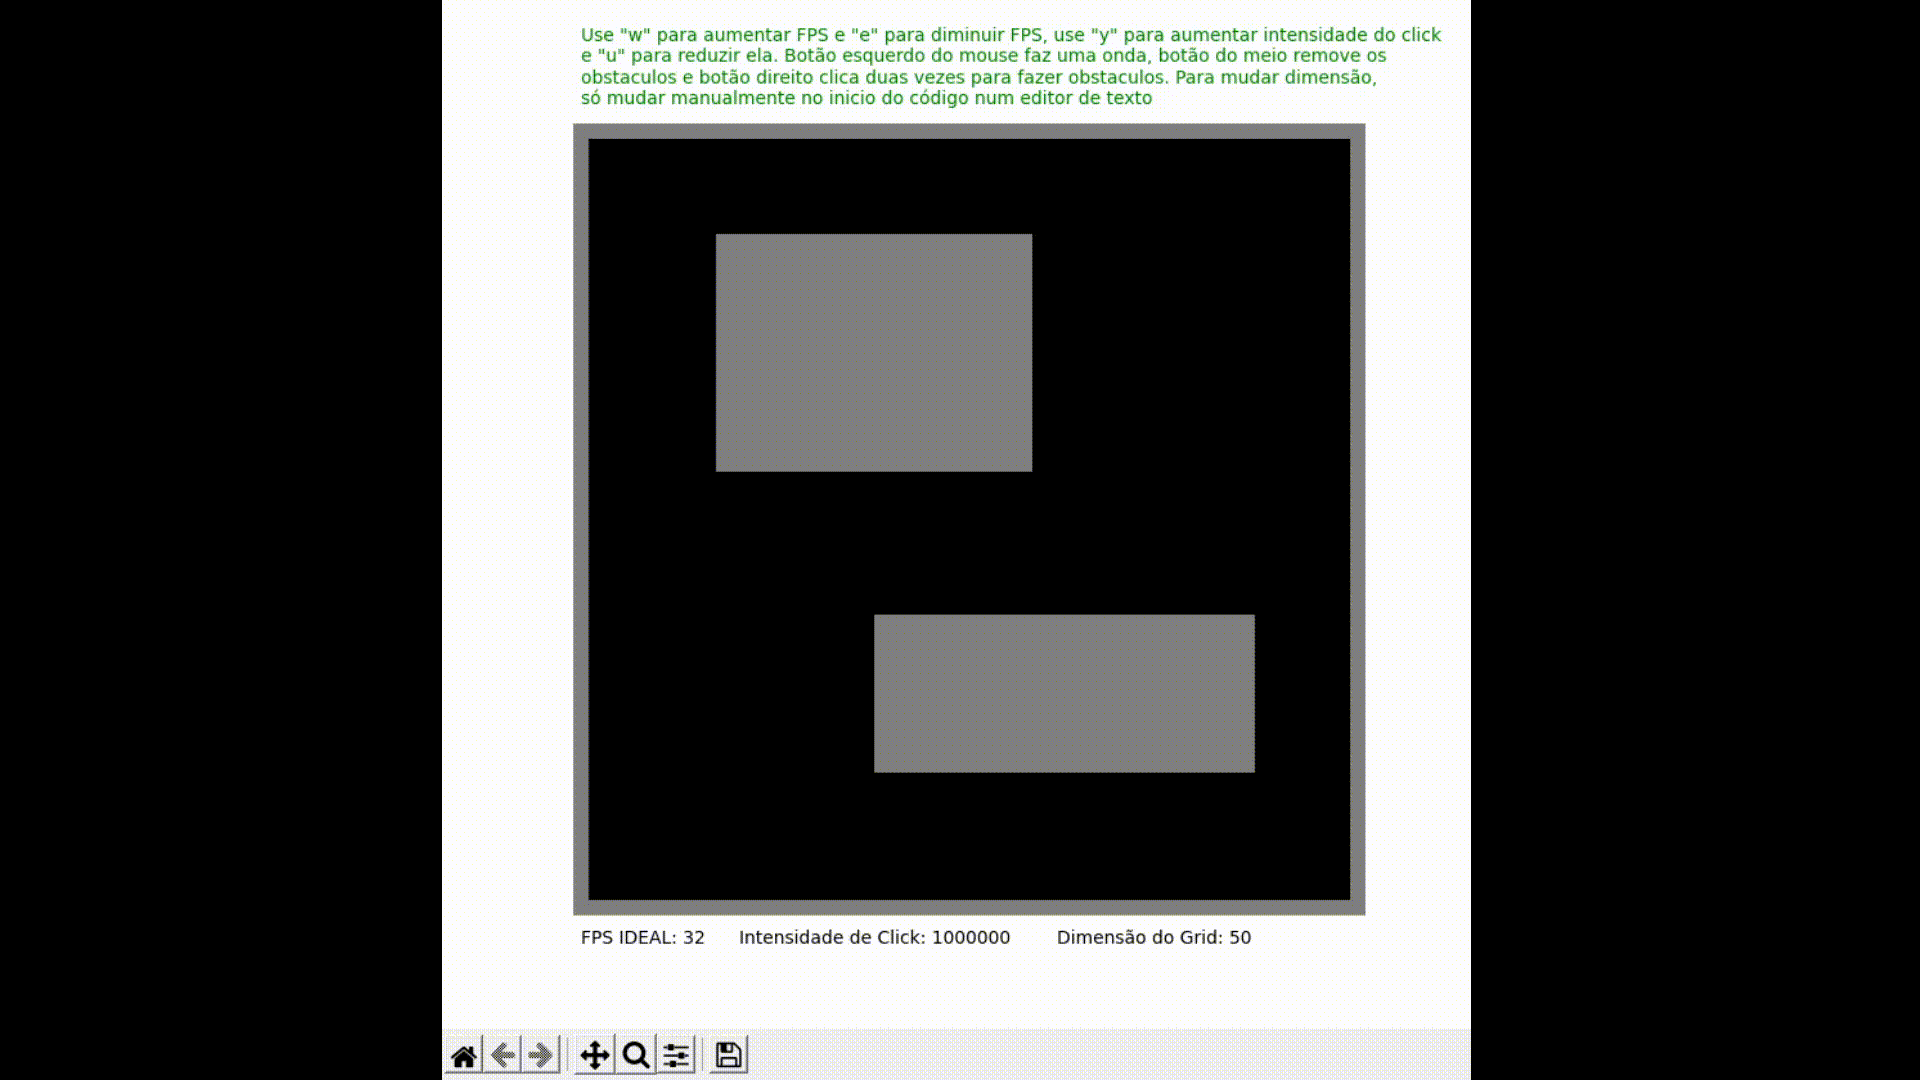 Use "w" para aumentar FPS e "e" para diminuir FPS, use "y" para aumentar intensidade do click
e "u" para reduzir ela. Botão esquerdo do mouse faz uma onda, botão do meio remove os
obstaculos e botão direito clica duas vezes para fazer obstaculos. Para mudar dimensão,
só mudar manualmente no inicio do código num editor de texto
FPS IDEAL: 32 Intensidade de Click: 1000000 Dimensão do Grid: 50